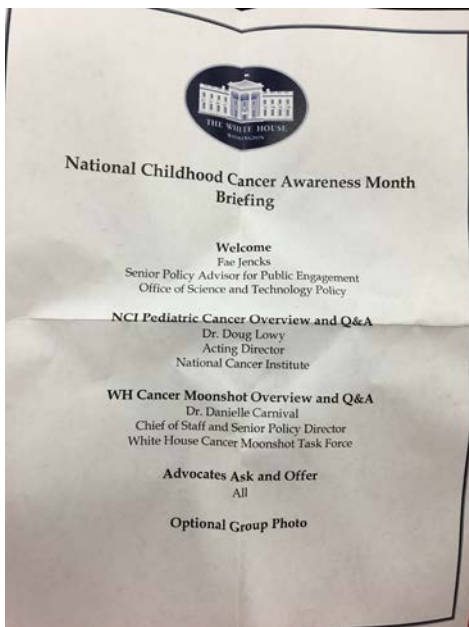 THE WHITE HOUSE
WASHINGTON
National Childhood Cancer Awareness Month
Briefing
Welcome
Fae Jencks
Senior Policy Advisor for Public Engagement
Office of Science and Technology Policy
NCI Pediatric Cancer Overview and Q&A
Dr. Doug Lowy
Acting Director
National Cancer Institute
WH Cancer Moonshot Overview and Q&A
Dr. Danielle Carnival
Chief of Staff and Senior Policy Director
White House Cancer Moonshot Task Force
Advocates Ask and Offer
All
Optional Group Photo